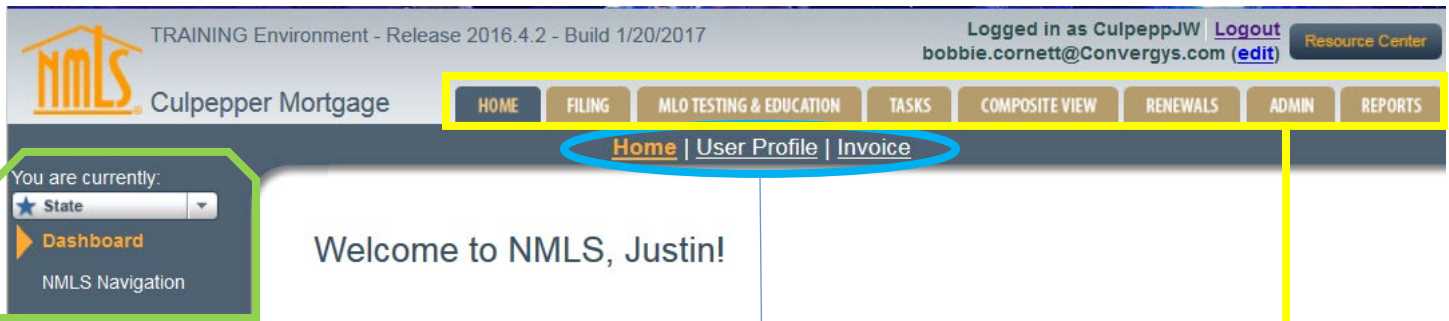 NMLS
TRAINING Environment - Release 2016.4.2 - Build 1/20/2017
Logged in as CulpeppJW | Logout
bobbie.cornett@Convergys.com (edit)
Resource Center
Culpepper Mortgage
HOME FILING MLO TESTING & EDUCATION TASKS COMPOSITE VIEW RENEWALS ADMIN REPORTS
Home | User Profile | Invoice
You are currently:
State
Dashboard
NMLS Navigation
Welcome to NMLS, Justin!